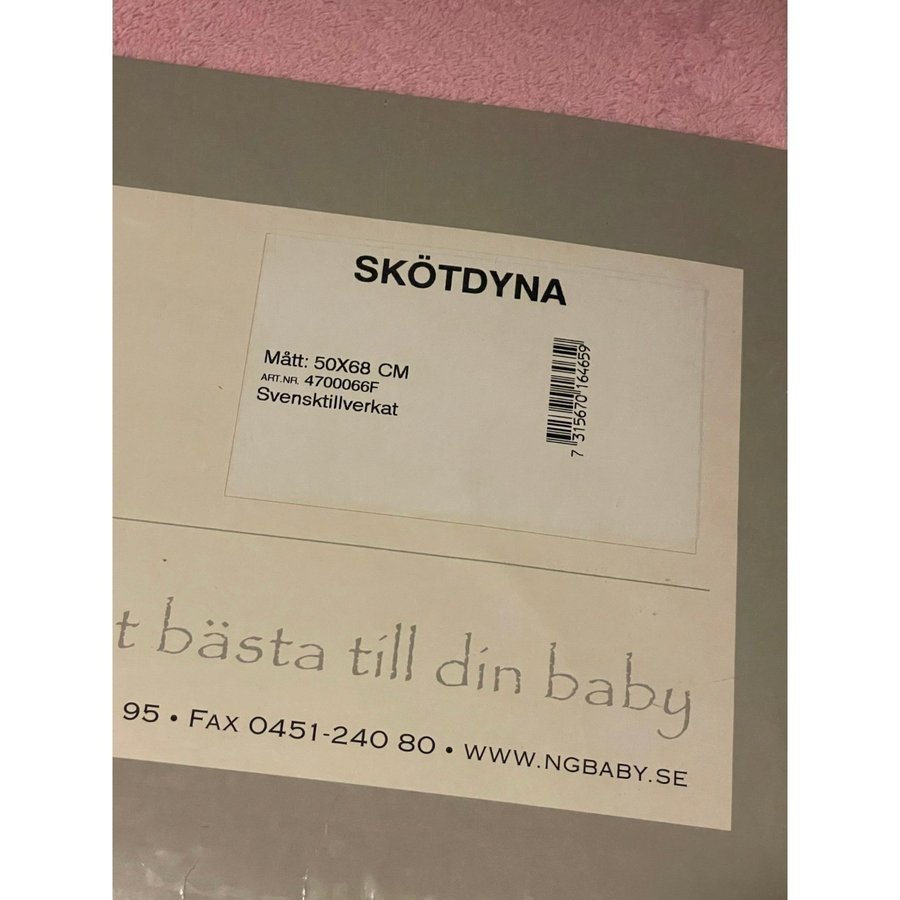 SKÖTDYNA
Mått: 50X68 CM
ART.NR. 4700066F
Svensktillverkat
7 315670 164659
t bästa till din baby
95 • FAX 0451-240 80 • WWW.NGBABY.SE